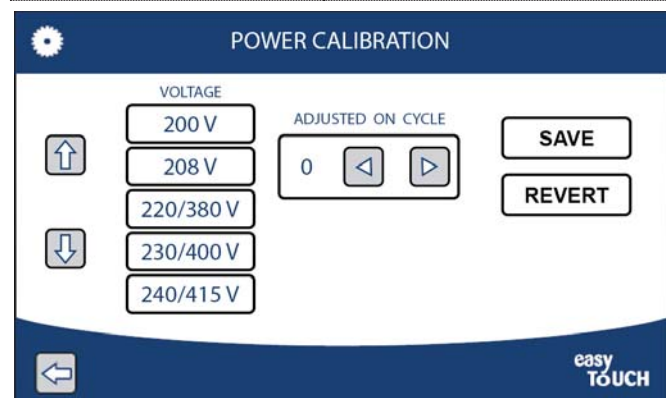 POWER CALIBRATION
VOLTAGE
200 V
208 V
220/380 V
230/400 V
240/415 V
ADJUSTED ON CYCLE
0
SAVE
REVERT
easy
TOUCH